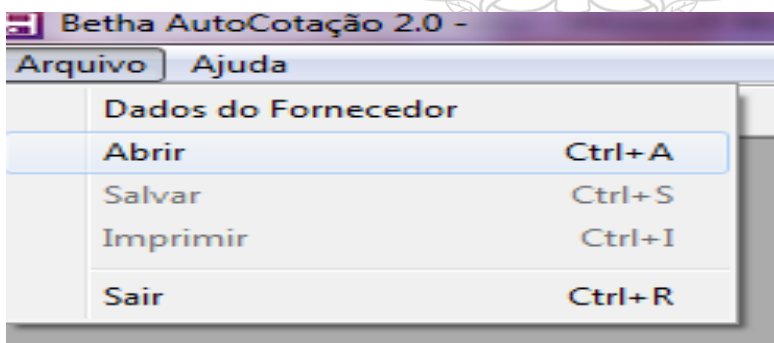 Betha AutoCotação 2.0 -
Arquivo Ajuda
Dados do Fornecedor
Abrir Ctrl+A
Salvar Ctrl+S
Imprimir Ctrl+I
Sair Ctrl+R